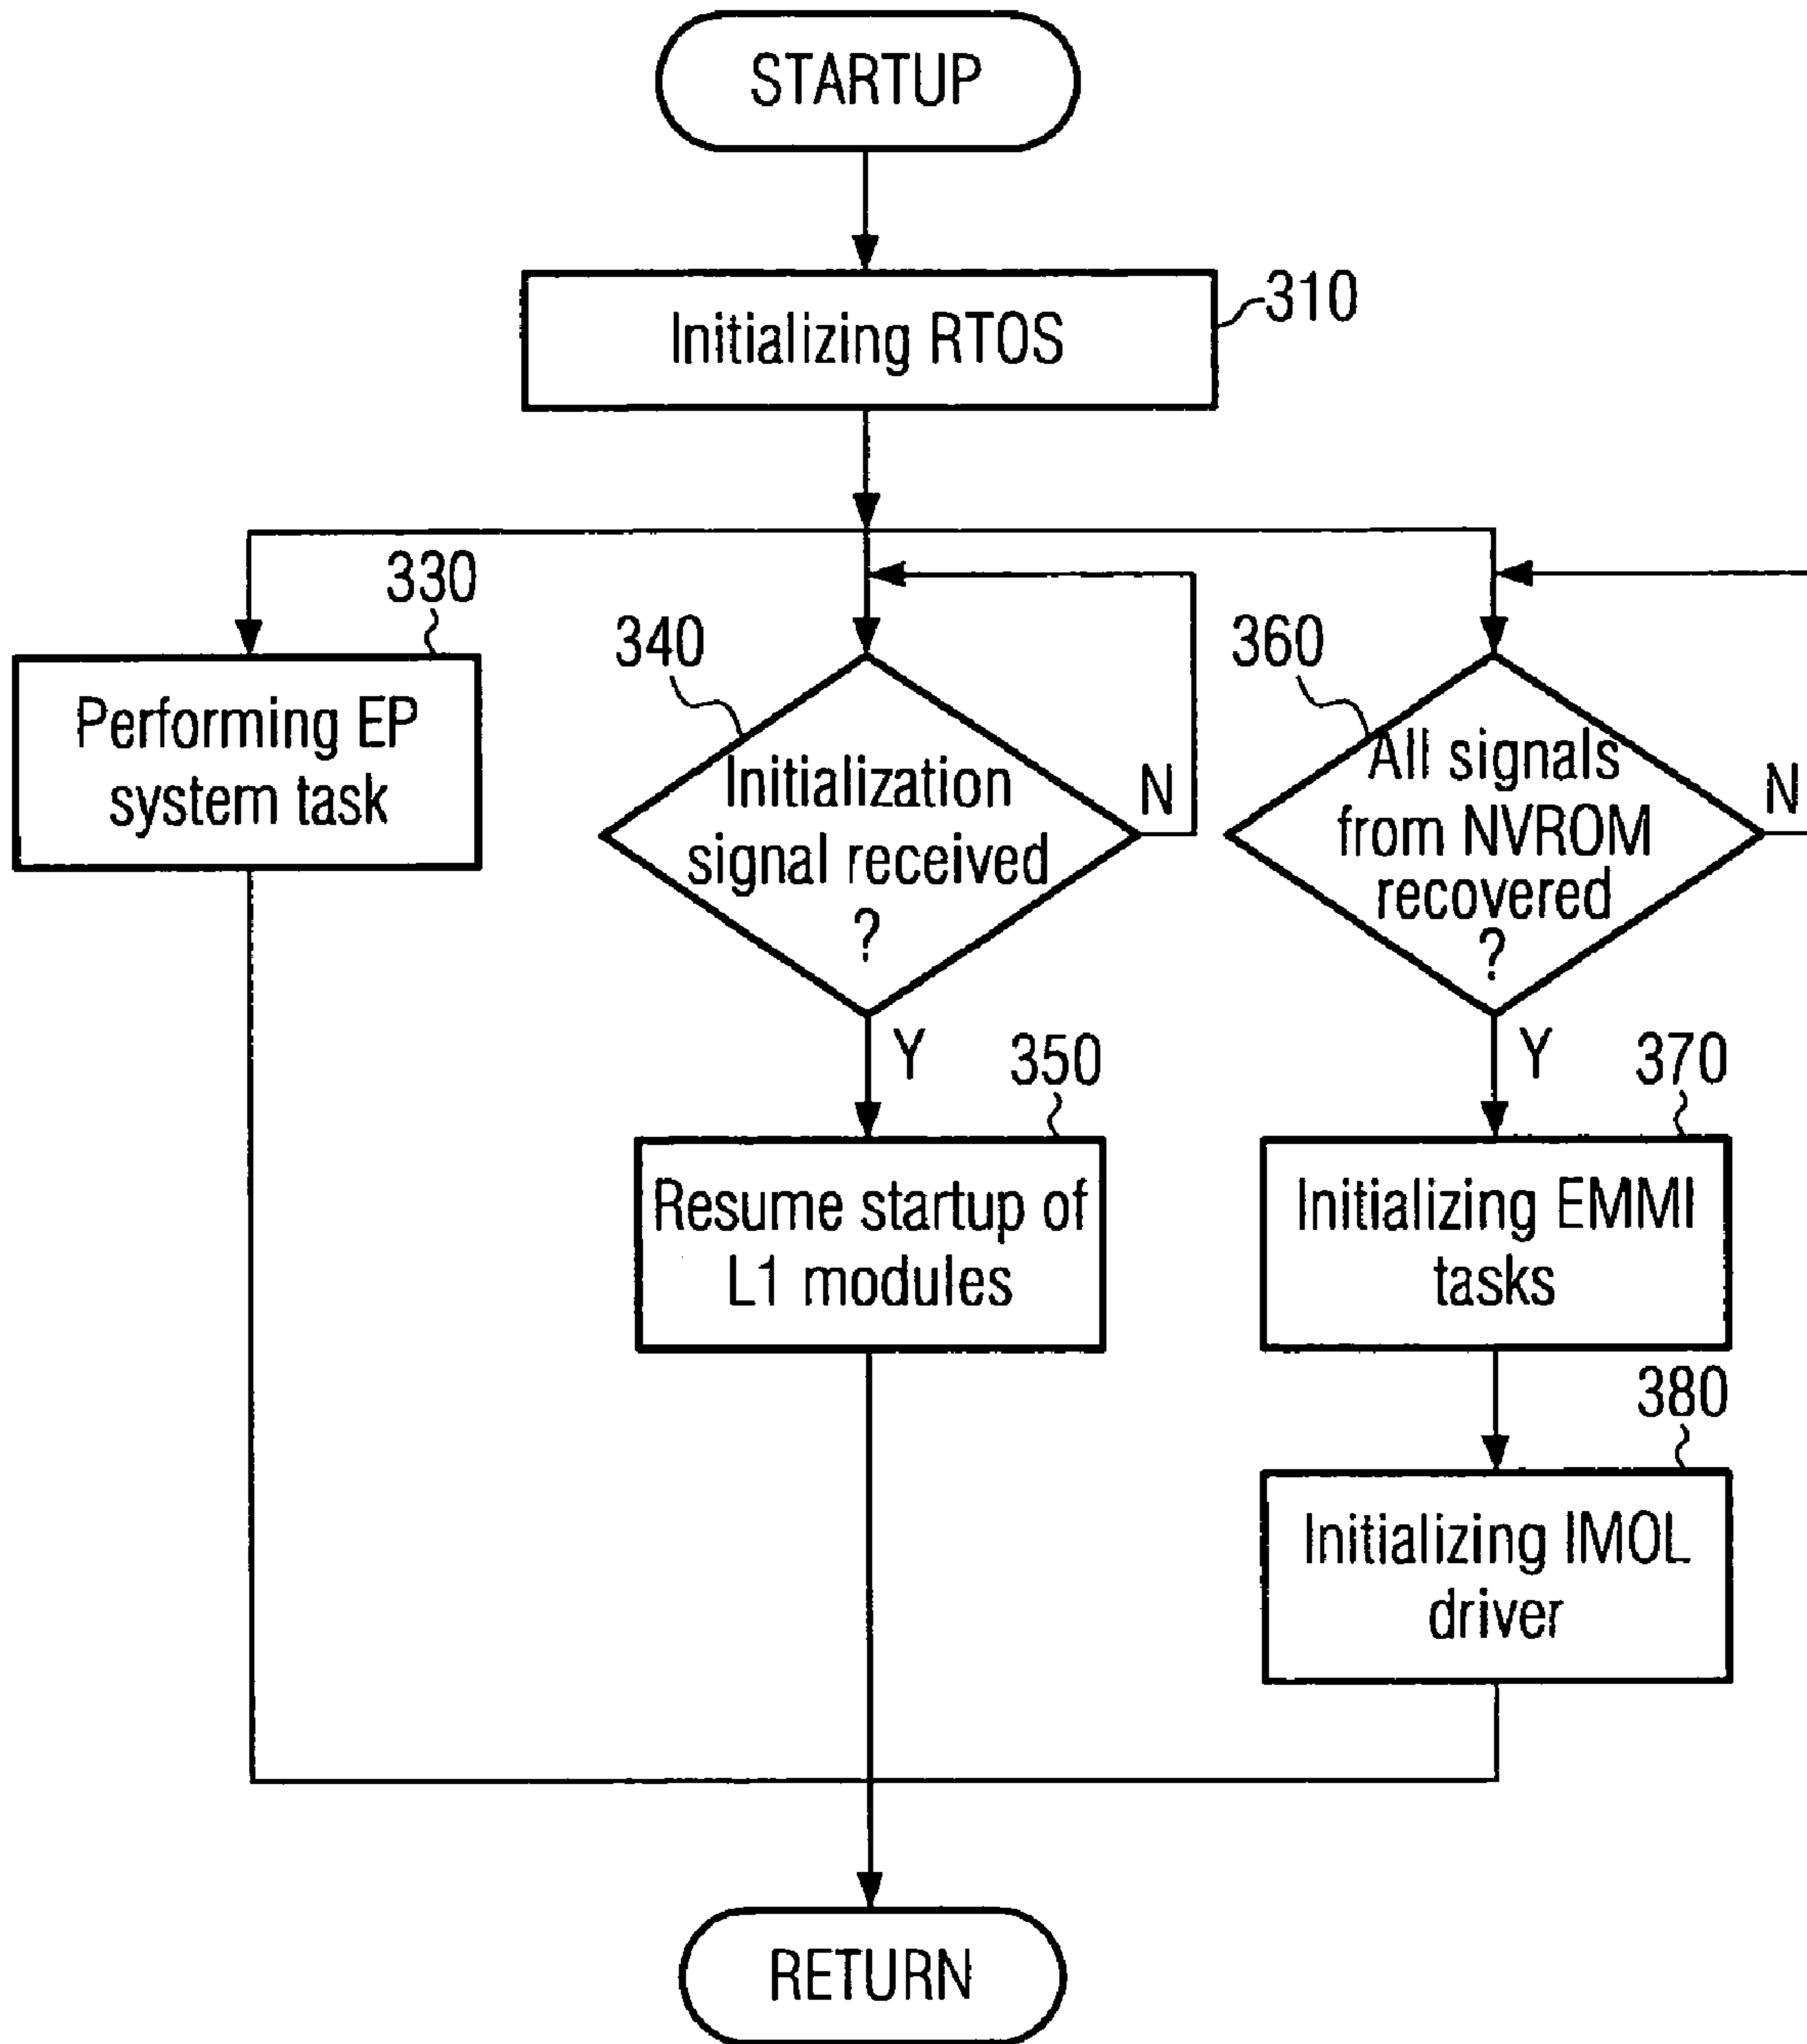 STARTUP
310
Initializing RTOS
330
Performing EP
system task
340
Initialization
signal received
?
N
Y
350
Resume startup of
L1 modules
360
All signals
from NVROM
recovered
?
N
Y
370
Initializing EMMI
tasks
380
Initializing IMOL
driver
RETURN